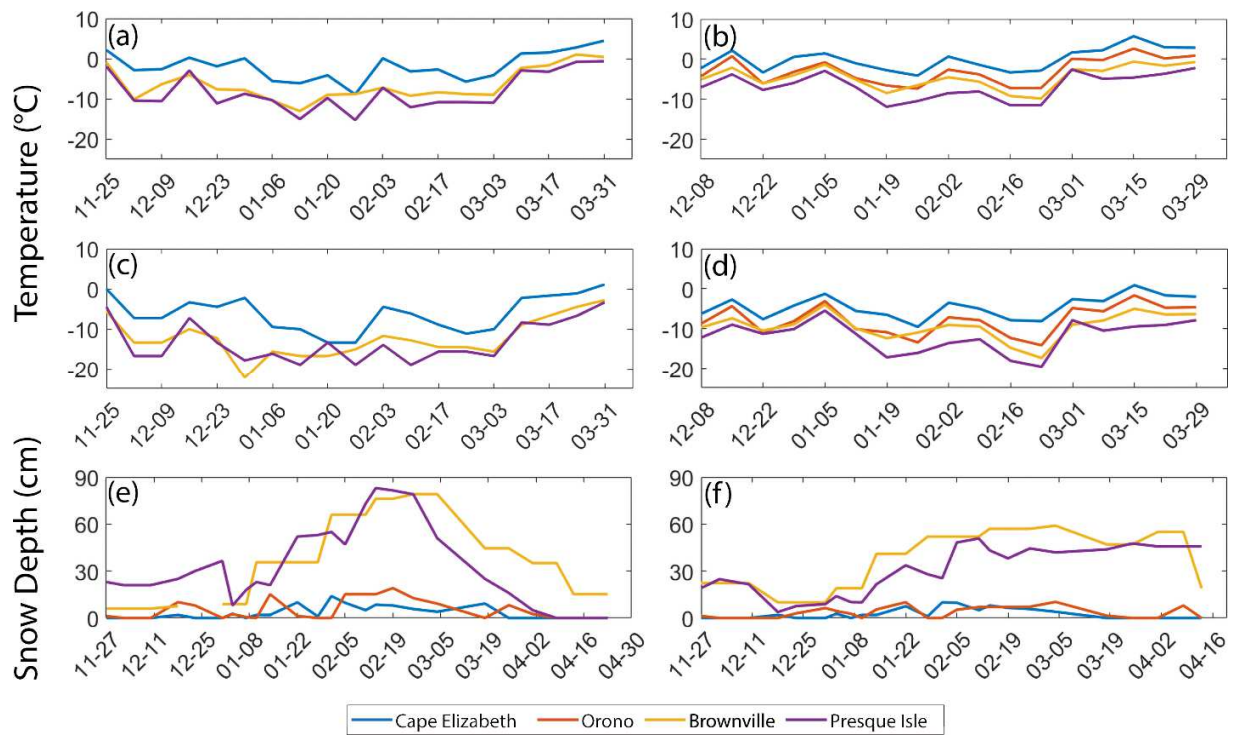 Temperature (°C)
10
0
-10
-20
(a)
11-25 12-09 12-23 01-06 01-20 02-03 02-17 03-03 03-17 03-31
10
0
-10
-20
(b)
12-08 12-22 01-05 01-19 02-02 02-16 03-01 03-15 03-29
10
0
-10
-20
(c)
11-25 12-09 12-23 01-06 01-20 02-03 02-17 03-03 03-17 03-31
10
0
-10
-20
(d)
12-08 12-22 01-05 01-19 02-02 02-16 03-01 03-15 03-29
Snow Depth (cm)
90
60
30
0
(e)
11-27 12-11 12-25 01-08 01-22 02-05 02-19 03-05 03-19 04-02 04-16 04-30
90
60
30
0
(f)
11-27 12-11 12-25 01-08 01-22 02-05 02-19 03-05 03-19 04-02 04-16
Cape Elizabeth Orono Brownville Presque Isle